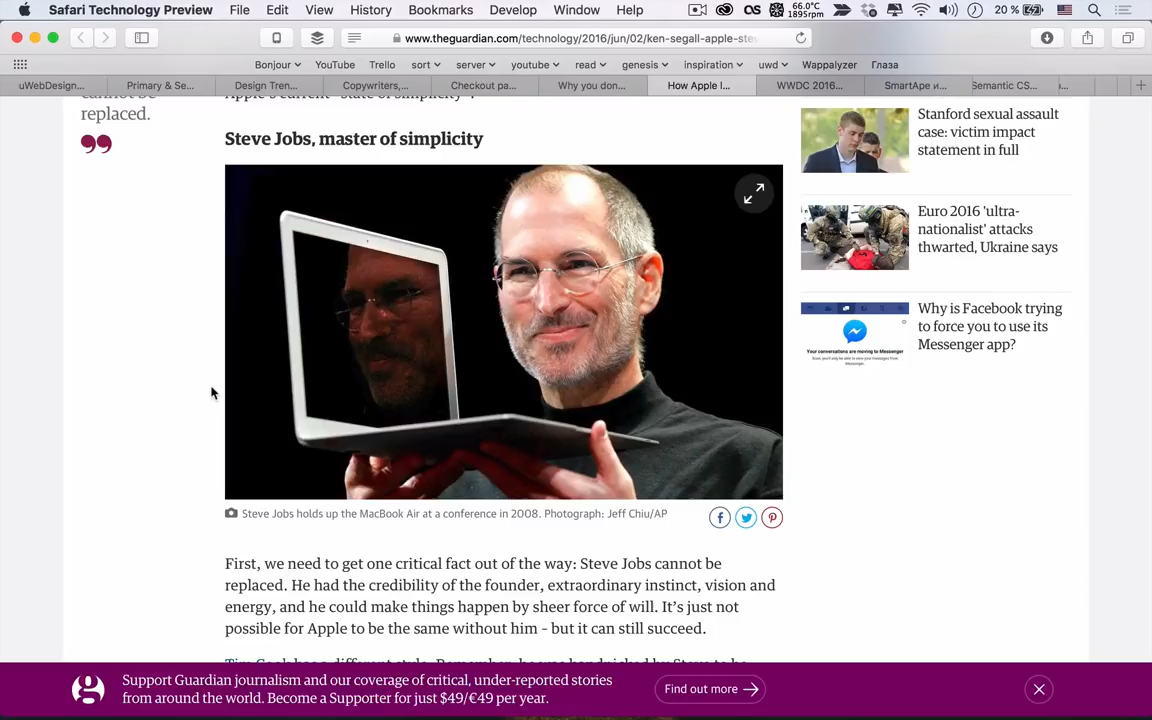 Safari Technology Preview File Edit View History Bookmarks Develop Window Help 66.0°C 1895rpm 20 %
www.theguardian.com/technology/2016/jun/02/ken-segall-apple-ste
Bonjour YouTube Trello sort server youtube read genesis inspiration uwd Wappalyzer Глаза
uWebDesign... Primary & Se... Design Tren... Copywriters,... Checkout pa... Why you don... How Apple l... WWDC 2016... SmartApe и... Semantic CS...
replaced.
Steve Jobs, master of simplicity
Steve Jobs holds up the MacBook Air at a conference in 2008. Photograph: Jeff Chiu/AP
First, we need to get one critical fact out of the way: Steve Jobs cannot be
replaced. He had the credibility of the founder, extraordinary instinct, vision and
energy, and he could make things happen by sheer force of will. It's just not
possible for Apple to be the same without him – but it can still succeed.
Stanford sexual assault
case: victim impact
statement in full
Euro 2016 'ultra-
nationalist' attacks
thwarted, Ukraine says
Your conversations are moving to Messenger
Why is Facebook trying
to force you to use its
Messenger app?
Support Guardian journalism and our coverage of critical, under-reported stories
from around the world. Become a Supporter for just $49/€49 per year.
Find out more